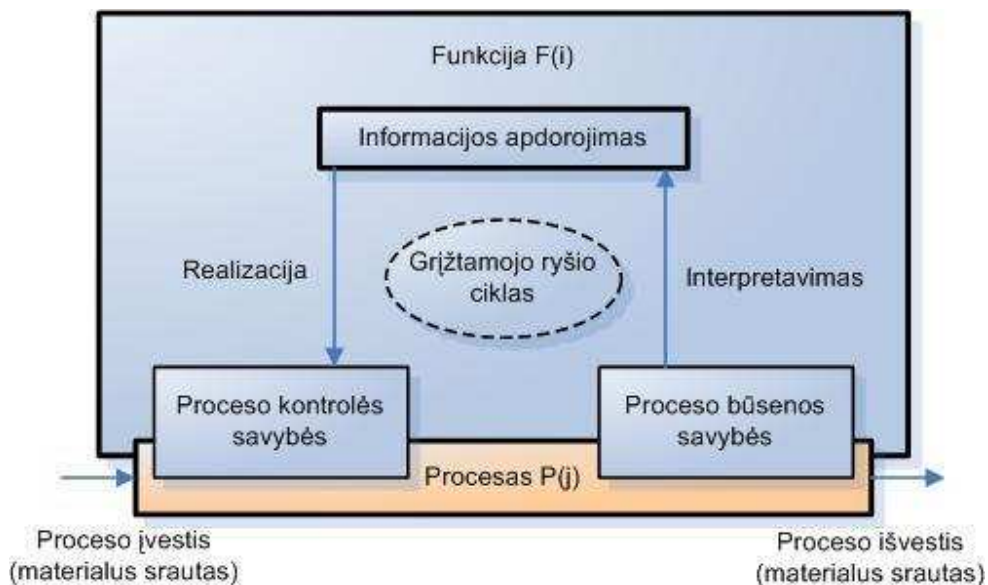 Funkcija F(i)
Informacijos apdorojimas
Realizacija
Grįžtamojo ryšio
ciklas
Interpretavimas
Proceso kontrolės
savybės
Proceso būsenos
savybės
Procesas P(j)
Proceso įvestis
(materialus srautas)
Proceso išvestis
(materialus srautas)